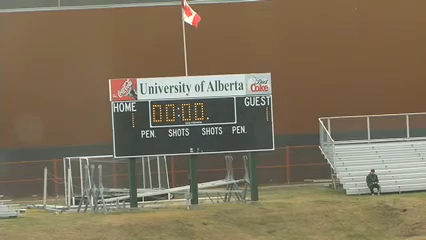 University of Alberta
Diet
Coke
HOME
00:00.
GUEST
1
1
PEN. SHOTS SHOTS PEN.